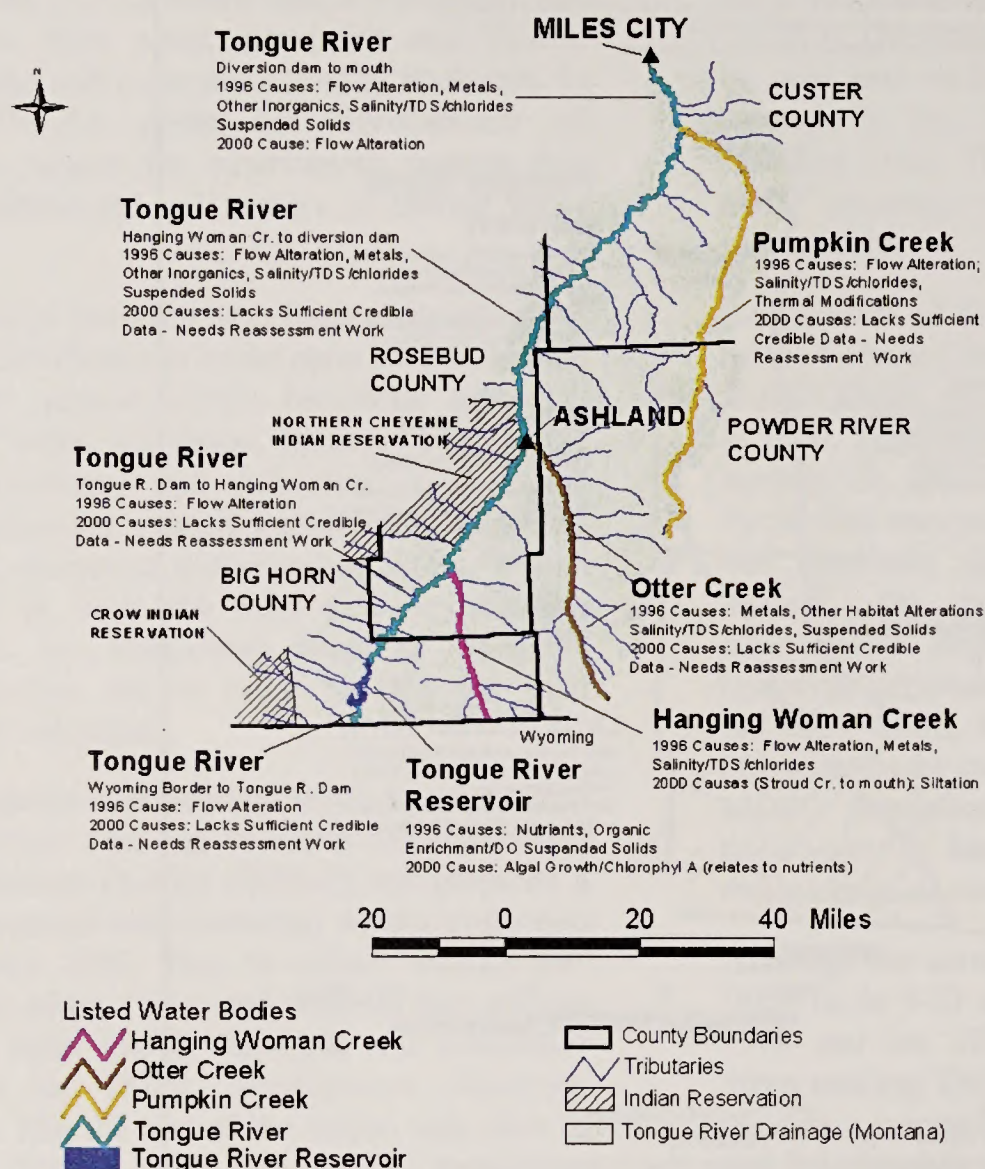 Tongue River
Diversion dam to mouth
1996 Causes: Flow Alteration, Metals,
Other Inorganics, Salinity/TDS/chlorides
Suspended Solids
2000 Cause: Flow Alteration
MILES CITY
N
CUSTER
COUNTY
Tongue River
Hanging Woman Cr. to diversion dam
1996 Causes: Flow Alteration, Metals,
Other Inorganics, Salinity/TDS/chlorides
Suspended Solids
2000 Causes: Lacks Sufficient Credible
Data - Needs Reassessment Work
Pumpkin Creek
1996 Causes: Flow Alteration;
Salinity/TDS/chlorides,
Thermal Modifications
2000 Causes: Lacks Sufficient
Credible Data - Needs
Reassessment Work
ROSEBUD
COUNTY
NORTHERN CHEYENNE
INDIAN RESERVATION
ASHLAND
POWDER RIVER
COUNTY
Tongue River
Tongue R. Dam to Hanging Woman Cr.
1996 Causes: Flow Alteration
2000 Causes: Lacks Sufficient Credible
Data - Needs Reassessment Work
BIG HORN
COUNTY
CROW INDIAN
RESERVATION
Otter Creek
1996 Causes: Metals, Other Habitat Alterations
Salinity/TDS/chlorides, Suspended Solids
2000 Causes: Lacks Sufficient Credible
Data - Needs Raassessment Work
Hanging Woman Creek
1996 Causes: Flow Alteration, Metals,
Salinity/TDS/chlorides
2000 Causas (Stroud Cr. to mouth): Siltation
Wyoming
Tongue River
Wyoming Border to Tongue R. Dam
1996 Cause: Flow Alteration
2000 Causes: Lacks Sufficient Credible
Data - Needs Reassessment Work
Tongue River
Reservoir
1996 Causes: Nutrients, Organic
Enrichment/DO Suspended Solids
2000 Cause: Algal Growth/Chlorophyl A (relates to nutrients)
20 0 20 40 Miles
Listed Water Bodies
Hanging Woman Creek
Otter Creek
Pumpkin Creek
Tongue River
Tongue River Reservoir
County Boundaries
Tributaries
Indian Reservation
Tongue River Drainage (Montana)